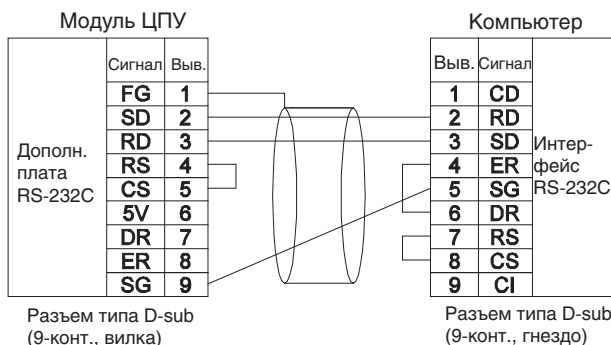 Модуль ЦПУ
Компьютер
Сигнал Выв.
FG 1
SD 2
RD 3
RS 4
CS 5
5V 6
DR 7
ER 8
SG 9
Дополн.
плата
RS-232C
Выв. Сигнал
1 CD
2 RD
3 SD
4 ER
5 SG
6 DR
7 RS
8 CS
9 CI
Интер-
фейс
RS-232C
Разъем типа D-sub
(9-конт., вилка)
Разъем типа D-sub
(9-конт., гнездо)